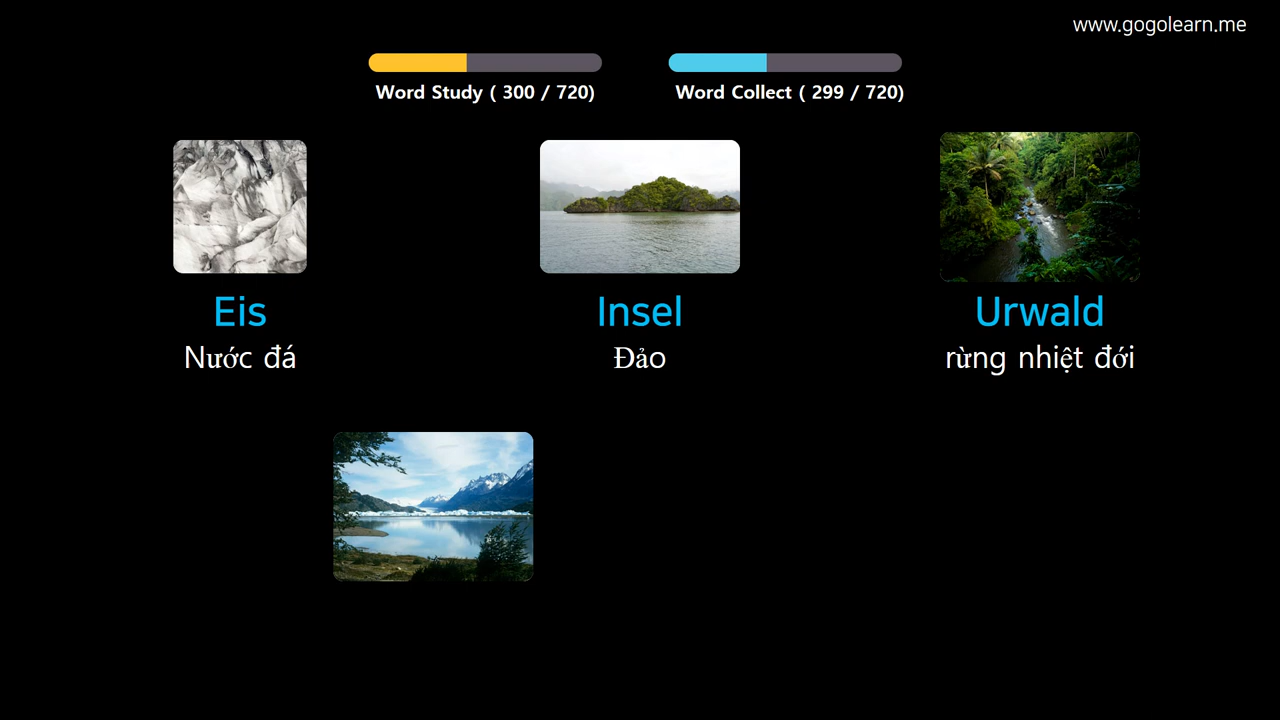 www.gogolearn.me
Word Study ( 300 / 720)
Word Collect ( 299 / 720)
Eis
Insel
Urwald
Nước đá
Đảo
rừng nhiệt đới